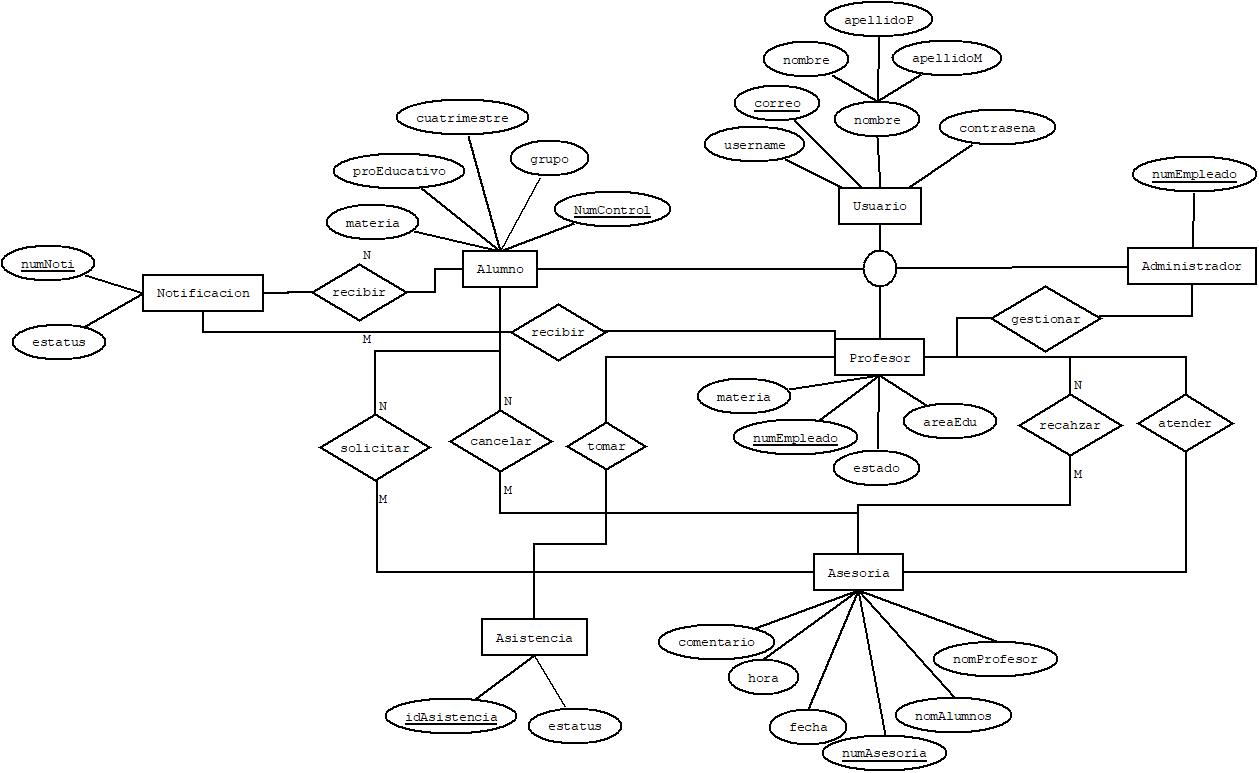 apellidoP
nombre
apellidoM
correo
nombre
contrasena
cuatrimestre
username
grupo
proEducativo
numEmpleado
materia
NumControl
Usuario
numNoti
N
Alumno
Administrador
Notificacion
recibir
gestionar
estatus
M
recibir
Profesor
materia
N
N
N
areaEdu
numEmpleado
recahzar
atender
solicitar
cancelar
tomar
estado
M
M
M
Asesoria
Asistencia
comentario
nomProfesor
hora
idAsistencia
estatus
fecha
nomAlumnos
numAsesoria